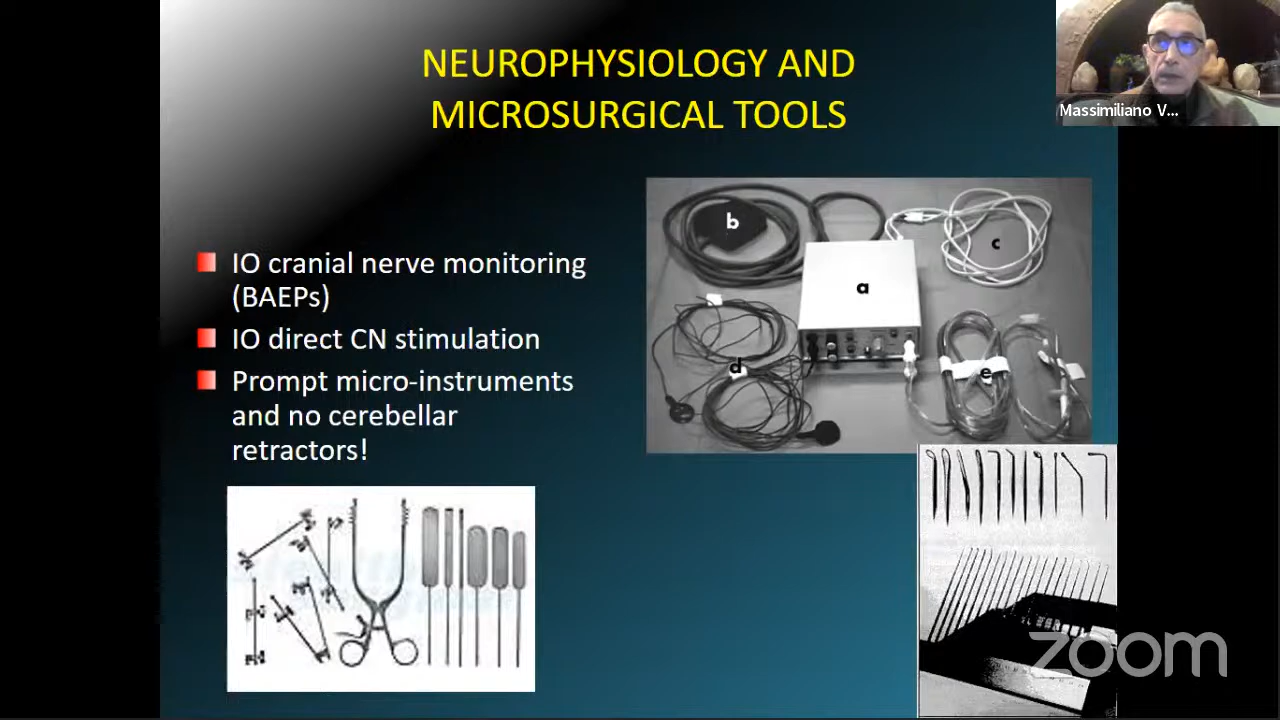 NEUROPHYSIOLOGY AND
MICROSURGICAL TOOLS
Massimiliano V...
IO cranial nerve monitoring
(BAEPs)
IO direct CN stimulation
Prompt micro-instruments
and no cerebellar
retractors!
b
c
a
d
e
zoom